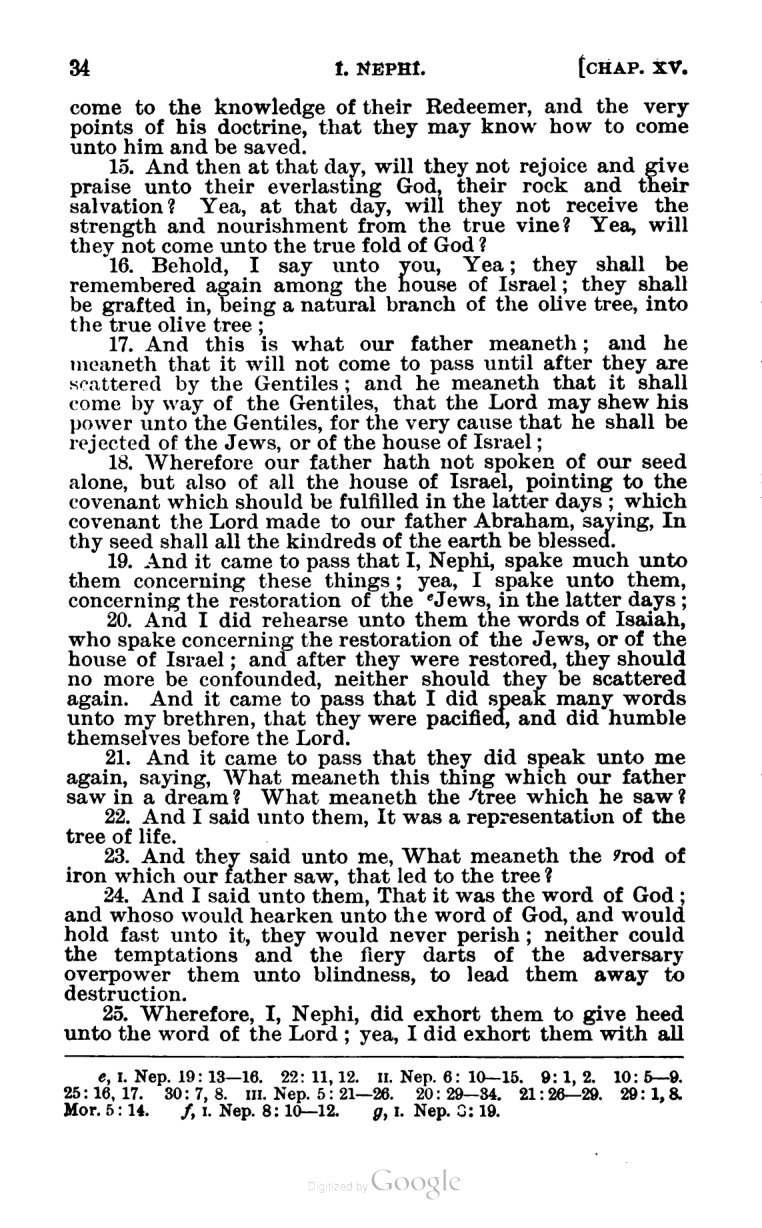 34 I. NEPHI. [CHAP. XV.
come to the knowledge of their Redeemer, and the very
points of his doctrine, that they may know how to come
unto him and be saved.
15. And then at that day, will they not rejoice and give
praise unto their everlasting God, their rock and their
salvation? Yea, at that day, will they not receive the
strength and nourishment from the true vine? Yea, will
they not come unto the true fold of God?
16. Behold, I say unto you, Yea; they shall be
remembered again among the house of Israel; they shall
be grafted in, being a natural branch of the olive tree, into
the true olive tree;
17. And this is what our father meaneth; and he
meaneth that it will not come to pass until after they are
scattered by the Gentiles; and he meaneth that it shall
come by way of the Gentiles, that the Lord may shew his
power unto the Gentiles, for the very cause that he shall be
rejected of the Jews, or of the house of Israel;
18. Wherefore our father hath not spoken of our seed
alone, but also of all the house of Israel, pointing to the
covenant which should be fulfilled in the latter days; which
covenant the Lord made to our father Abraham, saying, In
thy seed shall all the kindreds of the earth be blessed.
19. And it came to pass that I, Nephi, spake much unto
them concerning these things; yea, I spake unto them,
concerning the restoration of the eJews, in the latter days;
20. And I did rehearse unto them the words of Isaiah,
who spake concerning the restoration of the Jews, or of the
house of Israel; and after they were restored, they should
no more be confounded, neither should they be scattered
again. And it came to pass that I did speak many words
unto my brethren, that they were pacified, and did humble
themselves before the Lord.
21. And it came to pass that they did speak unto me
again, saying, What meaneth this thing which our father
saw in a dream? What meaneth the ftree which he saw?
22. And I said unto them, It was a representation of the
tree of life.
23. And they said unto me, What meaneth the grod of
iron which our father saw, that led to the tree?
24. And I said unto them, That it was the word of God;
and whoso would hearken unto the word of God, and would
hold fast unto it, they would never perish; neither could
the temptations and the fiery darts of the adversary
overpower them unto blindness, to lead them away to
destruction.
25. Wherefore, I, Nephi, did exhort them to give heed
unto the word of the Lord; yea, I did exhort them with all
e, I. Nep. 19: 13—16. 22: 11, 12. II. Nep. 6: 10—15. 9: 1, 2. 10: 5—9.
25: 16, 17. 30: 7, 8. III. Nep. 5: 21—26. 20: 29—34. 21: 26—29. 29: 1, 8.
Mor. 5: 14. f, I. Nep. 8: 10—12. g, I. Nep. : 19.
Digitized by Google